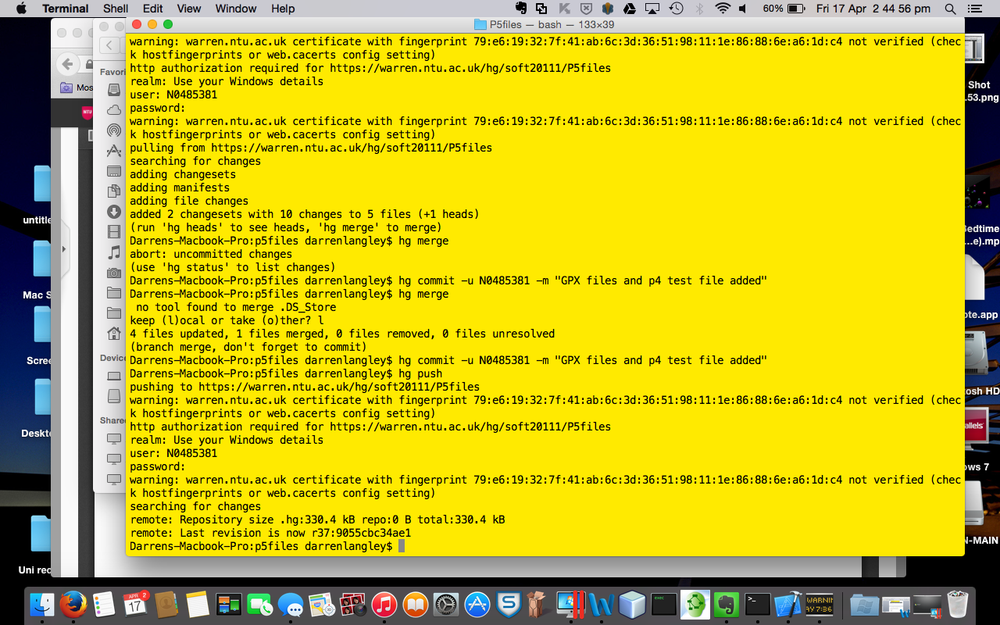 Terminal Shell Edit View Window Help
60% Fri 17 Apr 2 44 56 pm
P5files — bash — 133×39
warning: warren.ntu.ac.uk certificate with fingerprint 79:e6:19:32:7f:41:ab:6c:3d:36:51:98:11:1e:86:88:6e:a6:1d:c4 not verified (chec
k hostfingerprints or web.cacerts config setting)
http authorization required for https://warren.ntu.ac.uk/hg/soft20111/P5files
realm: Use your Windows details
user: N0485381
password:
warning: warren.ntu.ac.uk certificate with fingerprint 79:e6:19:32:7f:41:ab:6c:3d:36:51:98:11:1e:86:88:6e:a6:1d:c4 not verified (chec
k hostfingerprints or web.cacerts config setting)
pulling from https://warren.ntu.ac.uk/hg/soft20111/P5files
searching for changes
adding changesets
adding manifests
adding file changes
added 2 changesets with 10 changes to 5 files (+1 heads)
(run 'hg heads' to see heads, 'hg merge' to merge)
Darrens-Macbook-Pro:p5files darrenlangley$ hg merge
abort: uncommitted changes
(use 'hg status' to list changes)
Darrens-Macbook-Pro:p5files darrenlangley$ hg commit -u N0485381 -m "GPX files and p4 test file added"
Darrens-Macbook-Pro:p5files darrenlangley$ hg merge
no tool found to merge .DS_Store
keep (l)ocal or take (o)ther? l
4 files updated, 1 files merged, 0 files removed, 0 files unresolved
(branch merge, don't forget to commit)
Darrens-Macbook-Pro:p5files darrenlangley$ hg commit -u N0485381 -m "GPX files and p4 test file added"
Darrens-Macbook-Pro:p5files darrenlangley$ hg push
pushing to https://warren.ntu.ac.uk/hg/soft20111/P5files
warning: warren.ntu.ac.uk certificate with fingerprint 79:e6:19:32:7f:41:ab:6c:3d:36:51:98:11:1e:86:88:6e:a6:1d:c4 not verified (chec
k hostfingerprints or web.cacerts config setting)
http authorization required for https://warren.ntu.ac.uk/hg/soft20111/P5files
realm: Use your Windows details
user: N0485381
password:
warning: warren.ntu.ac.uk certificate with fingerprint 79:e6:19:32:7f:41:ab:6c:3d:36:51:98:11:1e:86:88:6e:a6:1d:c4 not verified (chec
k hostfingerprints or web.cacerts config setting)
searching for changes
remote: Repository size .hg:330.4 kB repo:0 B total:330.4 kB
remote: Last revision is now r37:9055cbc34ae1
Darrens-Macbook-Pro:p5files darrenlangley$
Favori
Mos
Device
Share
untitle
Mac S
Scree
Deskto
Uni rec
Shot
.53.png
Bedtime
...e).mp
ote.app
tosh HD
rallels
ows 7
N-MAIN
APR
17